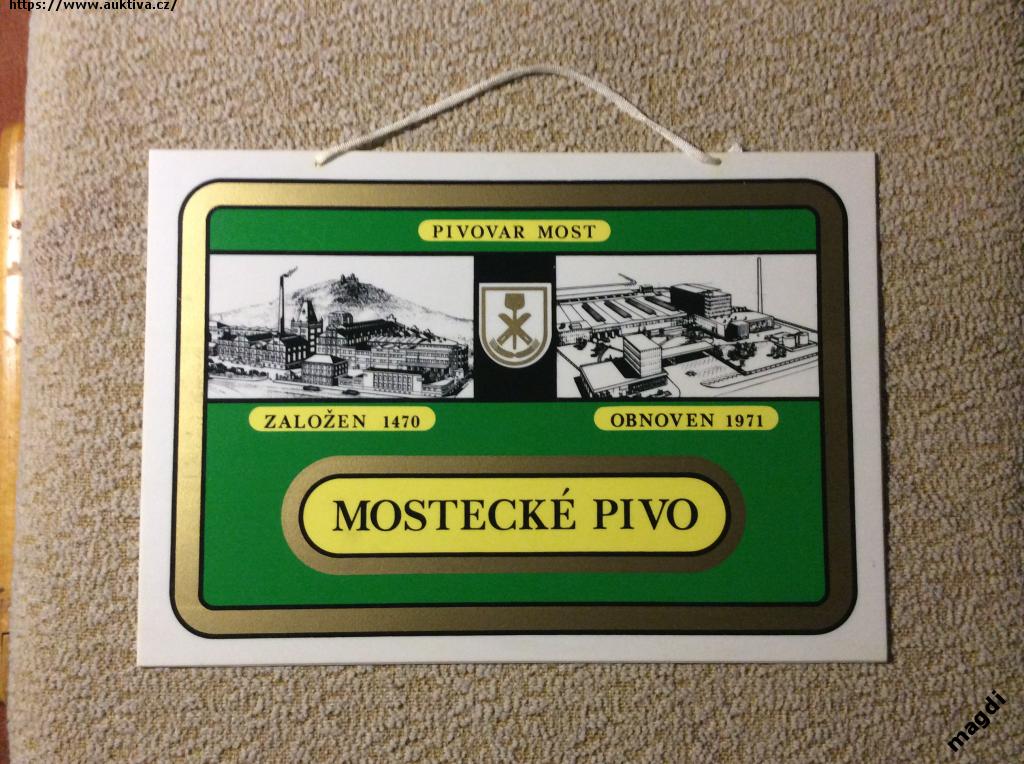 https://www.auktiva.cz/
PIVOVAR MOST
ZALOŽEN 1470
OBNOVEN 1971
MOSTECKÉ PIVO
magdi